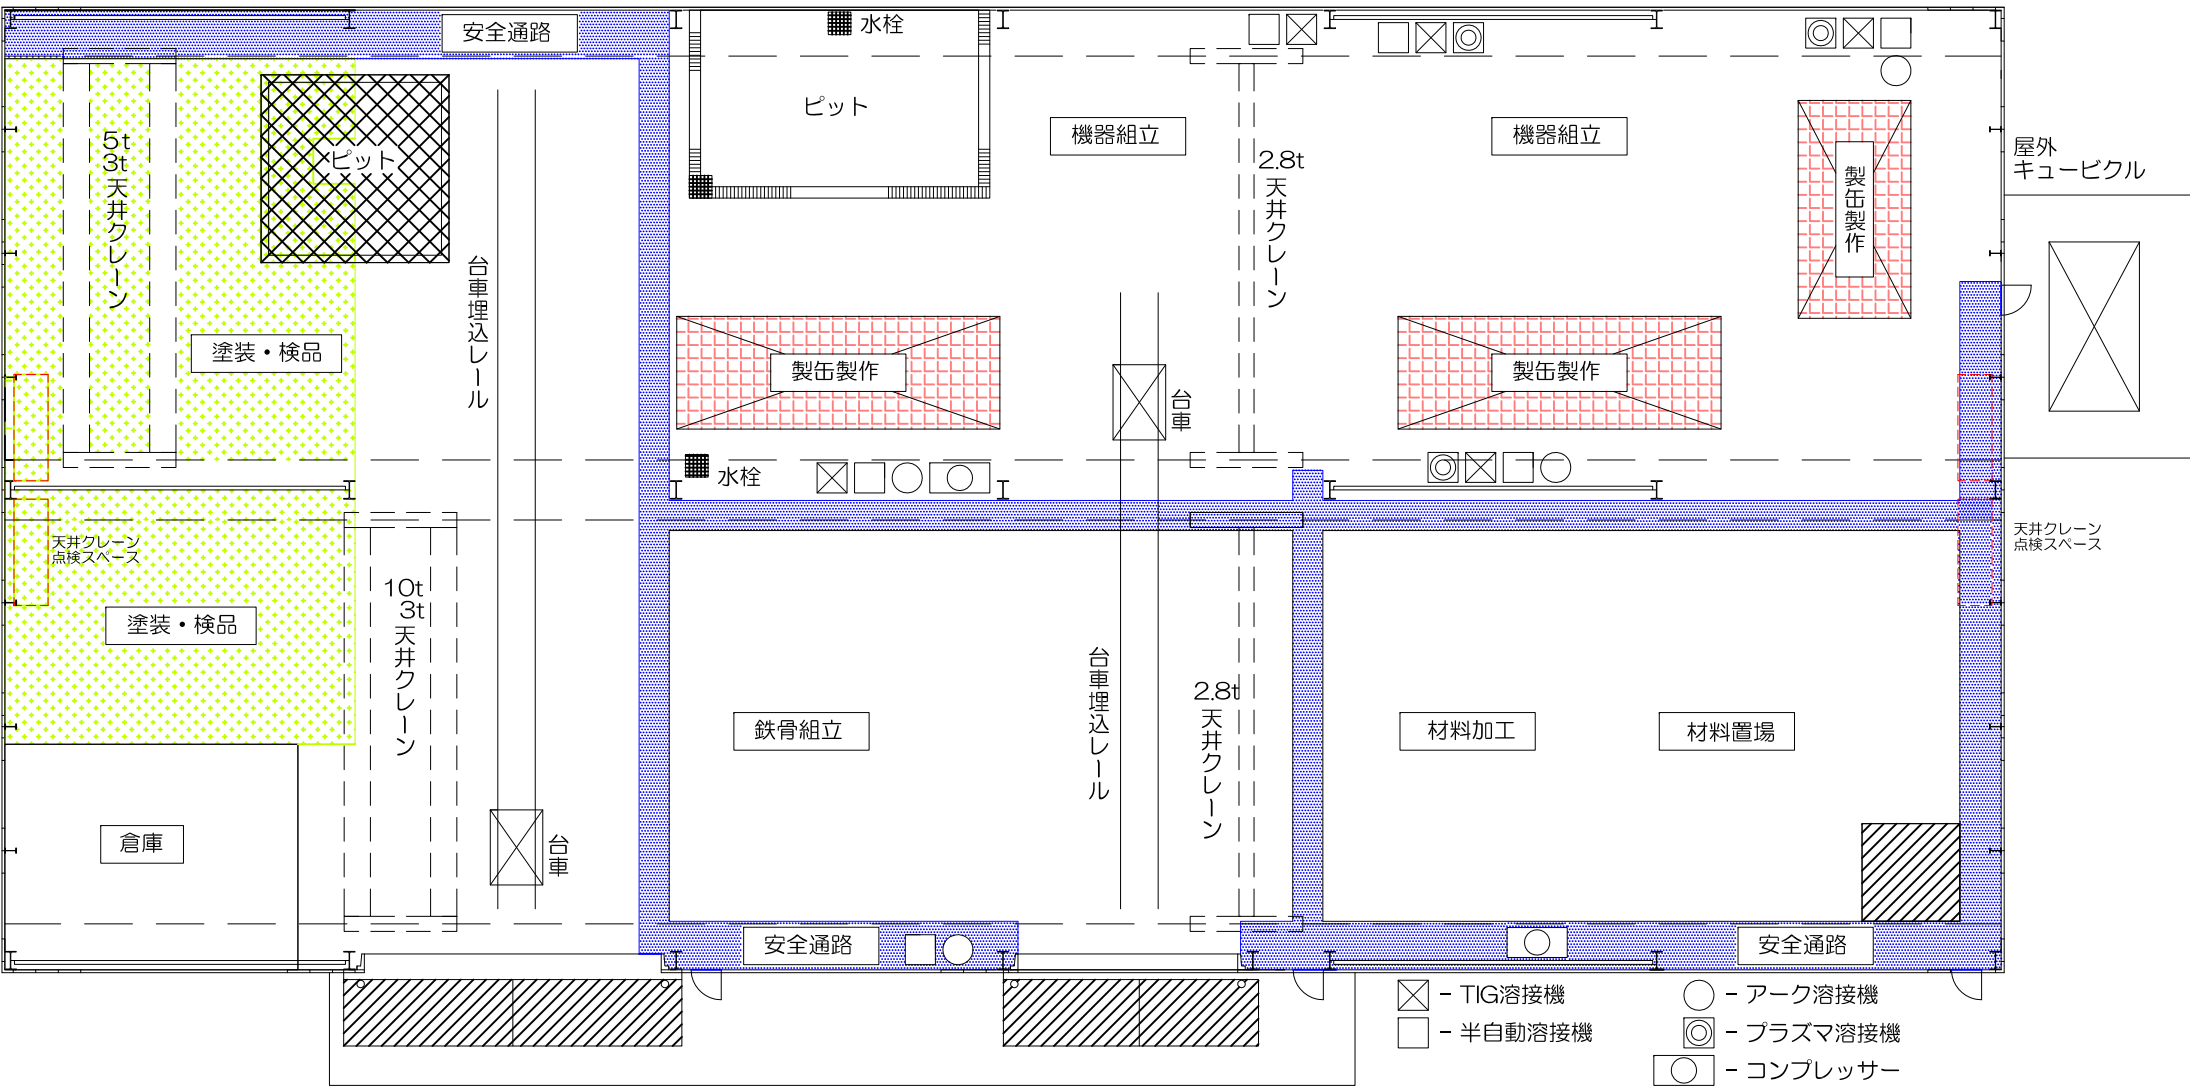 安全通路
水栓
ピット
機器組立
機器組立
屋外
キュービクル
5t
3t
天井クレーン
ピット
2.8t
天井クレーン
製缶製作
台車埋込レール
塗装・検品
製缶製作
製缶製作
台車
水栓
天井クレーン
点検スペース
天井クレーン
点検スペース
10t
3t
天井クレーン
塗装・検品
台車埋込レール
2.8t
天井クレーン
鉄骨組立
材料加工
材料置場
倉庫
台車
安全通路
安全通路
- TIG溶接機
- アーク溶接機
- 半自動溶接機
- プラズマ溶接機
- コンプレッサー